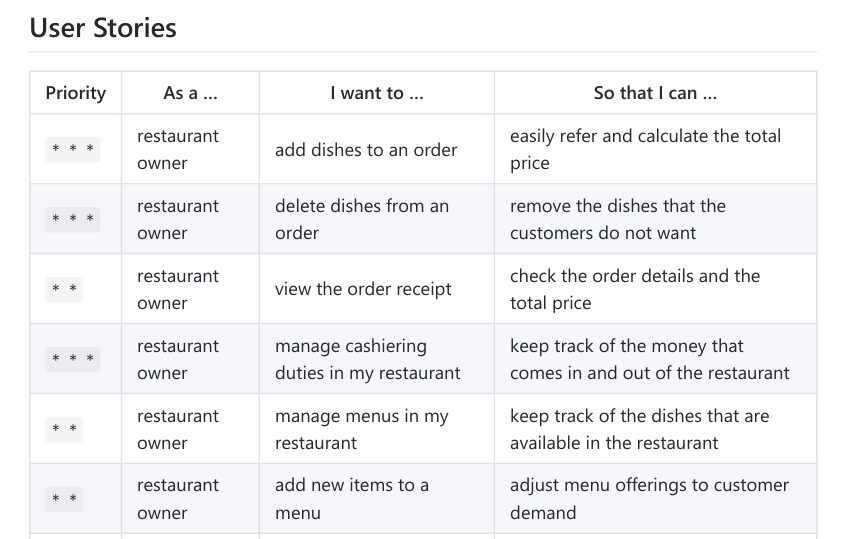 User Stories
Priority As a … I want to … So that I can …
* * * restaurant owner add dishes to an order easily refer and calculate the total price
* * * restaurant owner delete dishes from an order remove the dishes that the customers do not want
* * restaurant owner view the order receipt check the order details and the total price
* * * restaurant owner manage cashiering duties in my restaurant keep track of the money that comes in and out of the restaurant
* * restaurant owner manage menus in my restaurant keep track of the dishes that are available in the restaurant
* * restaurant owner add new items to a menu adjust menu offerings to customer demand